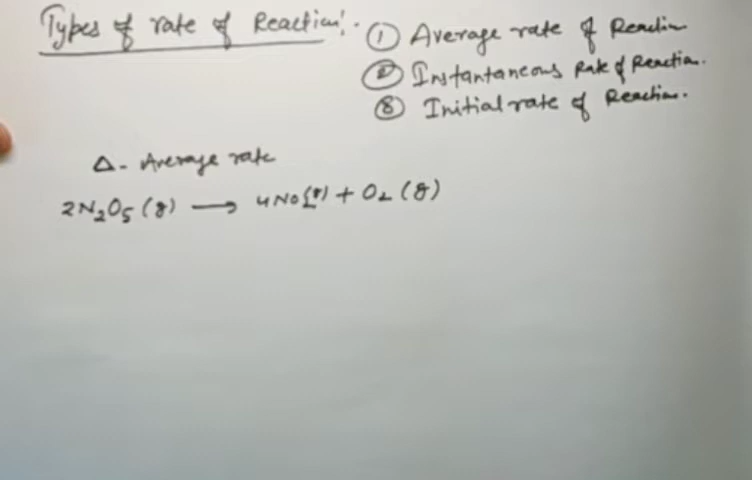 Types of rate of Reaction:- ① Average rate of Reaction
② Instantaneous Rate of Reaction.
③ Initial rate of Reaction.
Δ - Average rate
2N₂O₅ (g) ⟶ 4NO₂(g) + O₂ (g)